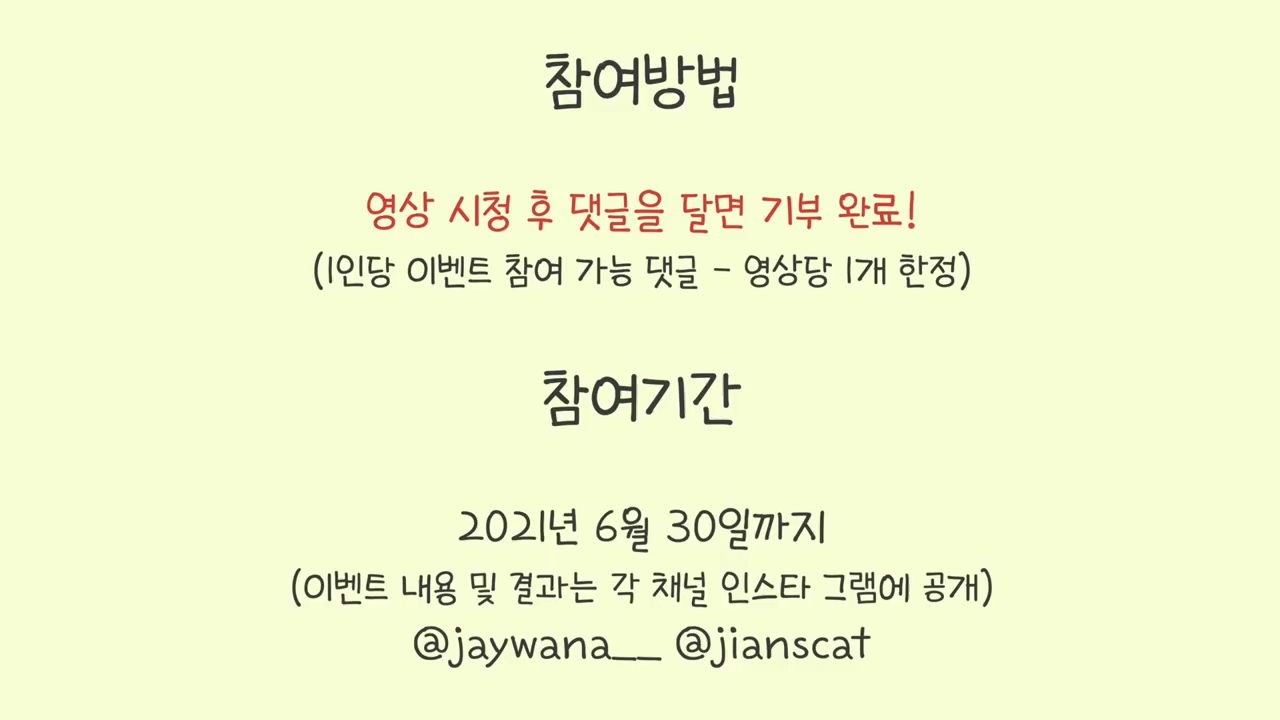 참여방법
영상 시청 후 댓글을 달면 기부 완료!
(1인당 이벤트 참여 가능 댓글 - 영상당 1개 한정)
참여기간
2021년 6월 30일까지
(이벤트 내용 및 결과는 각 채널 인스타 그램에 공개)
@jaywana__ @jianscat